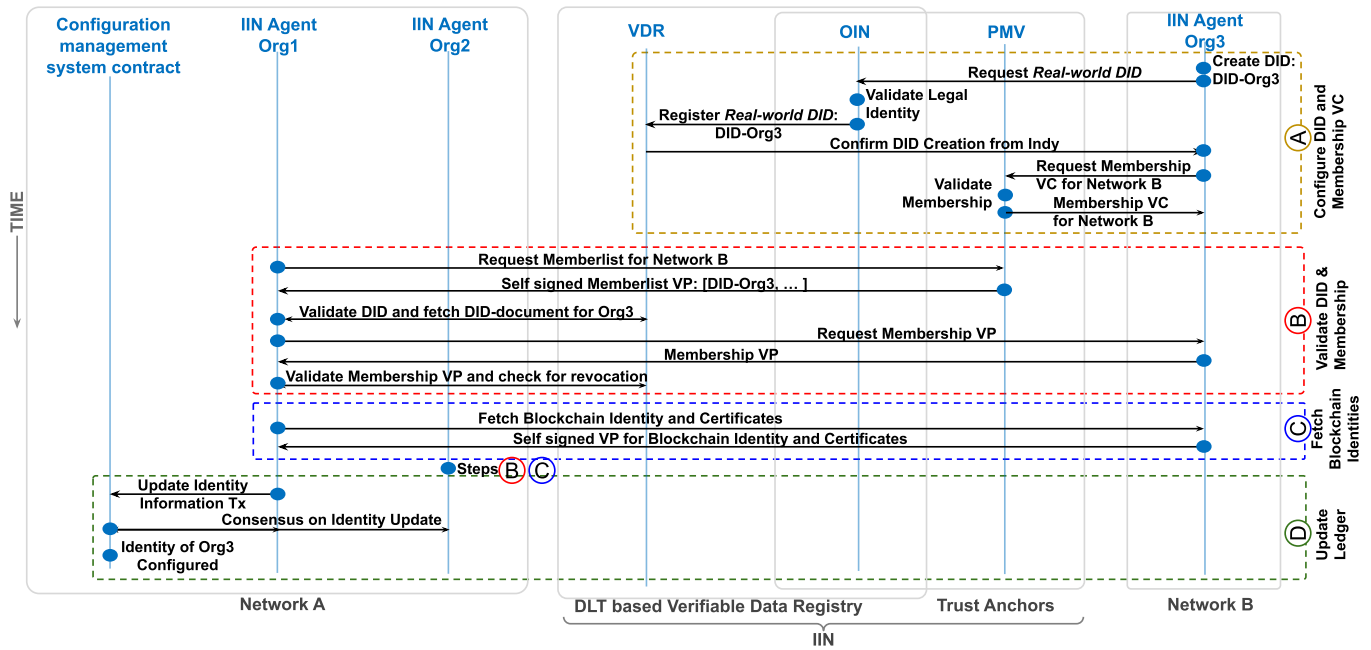 Configuration
management
system contract
IIN Agent
Org1
IIN Agent
Org2
VDR
OIN
PMV
IIN Agent
Org3
Create DID:
DID-Org3
Request Real-world DID
Validate Legal
Identity
Register Real-world DID:
DID-Org3
Confirm DID Creation from Indy
Request Membership
VC for Network B
Validate
Membership
Membership VC
for Network B
A
Configure DID and
Membership VC
TIME
Request Memberlist for Network B
Self signed Memberlist VP: [DID-Org3, ... ]
Validate DID and fetch DID-document for Org3
Request Membership VP
Membership VP
Validate Membership VP and check for revocation
B
Validate DID &
Membership
Fetch Blockchain Identity and Certificates
Self signed VP for Blockchain Identity and Certificates
C
Fetch
Blockchain
Identities
Steps B C
Update Identity
Information Tx
Consensus on Identity Update
Identity of Org3
Configured
D
Update
Ledger
Network A
DLT based Verifiable Data Registry
Trust Anchors
Network B
IIN